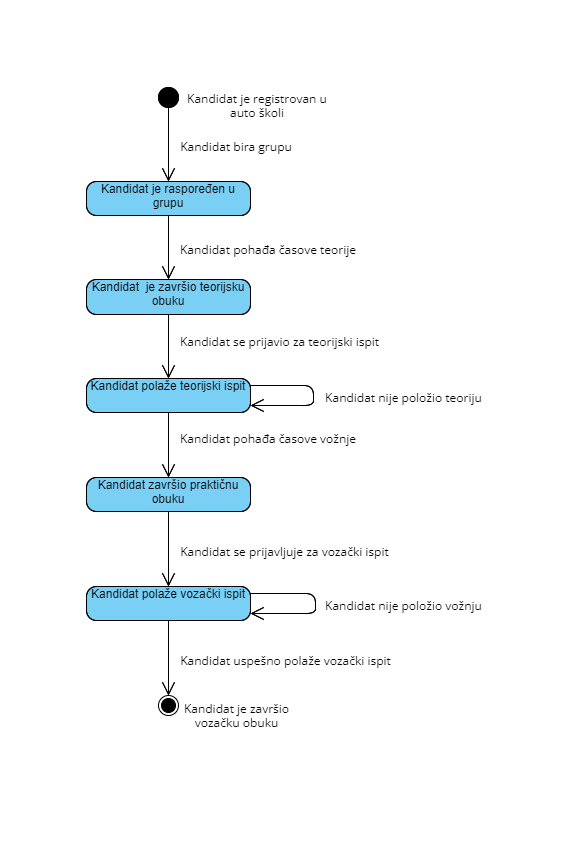 Kandidat je registrovan u
auto školi
Kandidat bira grupu
Kandidat je raspoređen u
grupu
Kandidat pohađa časove teorije
Kandidat  je završio teorijsku
obuku
Kandidat se prijavio za teorijski ispit
Kandidat polaže teorijski ispit
Kandidat nije položio teoriju
Kandidat pohađa časove vožnje
Kandidat završio praktičnu
obuku
Kandidat se prijavljuje za vozački ispit
Kandidat polaže vozački ispit
Kandidat nije položio vožnju
Kandidat uspešno polaže vozački ispit
Kandidat je završio
vozačku obuku